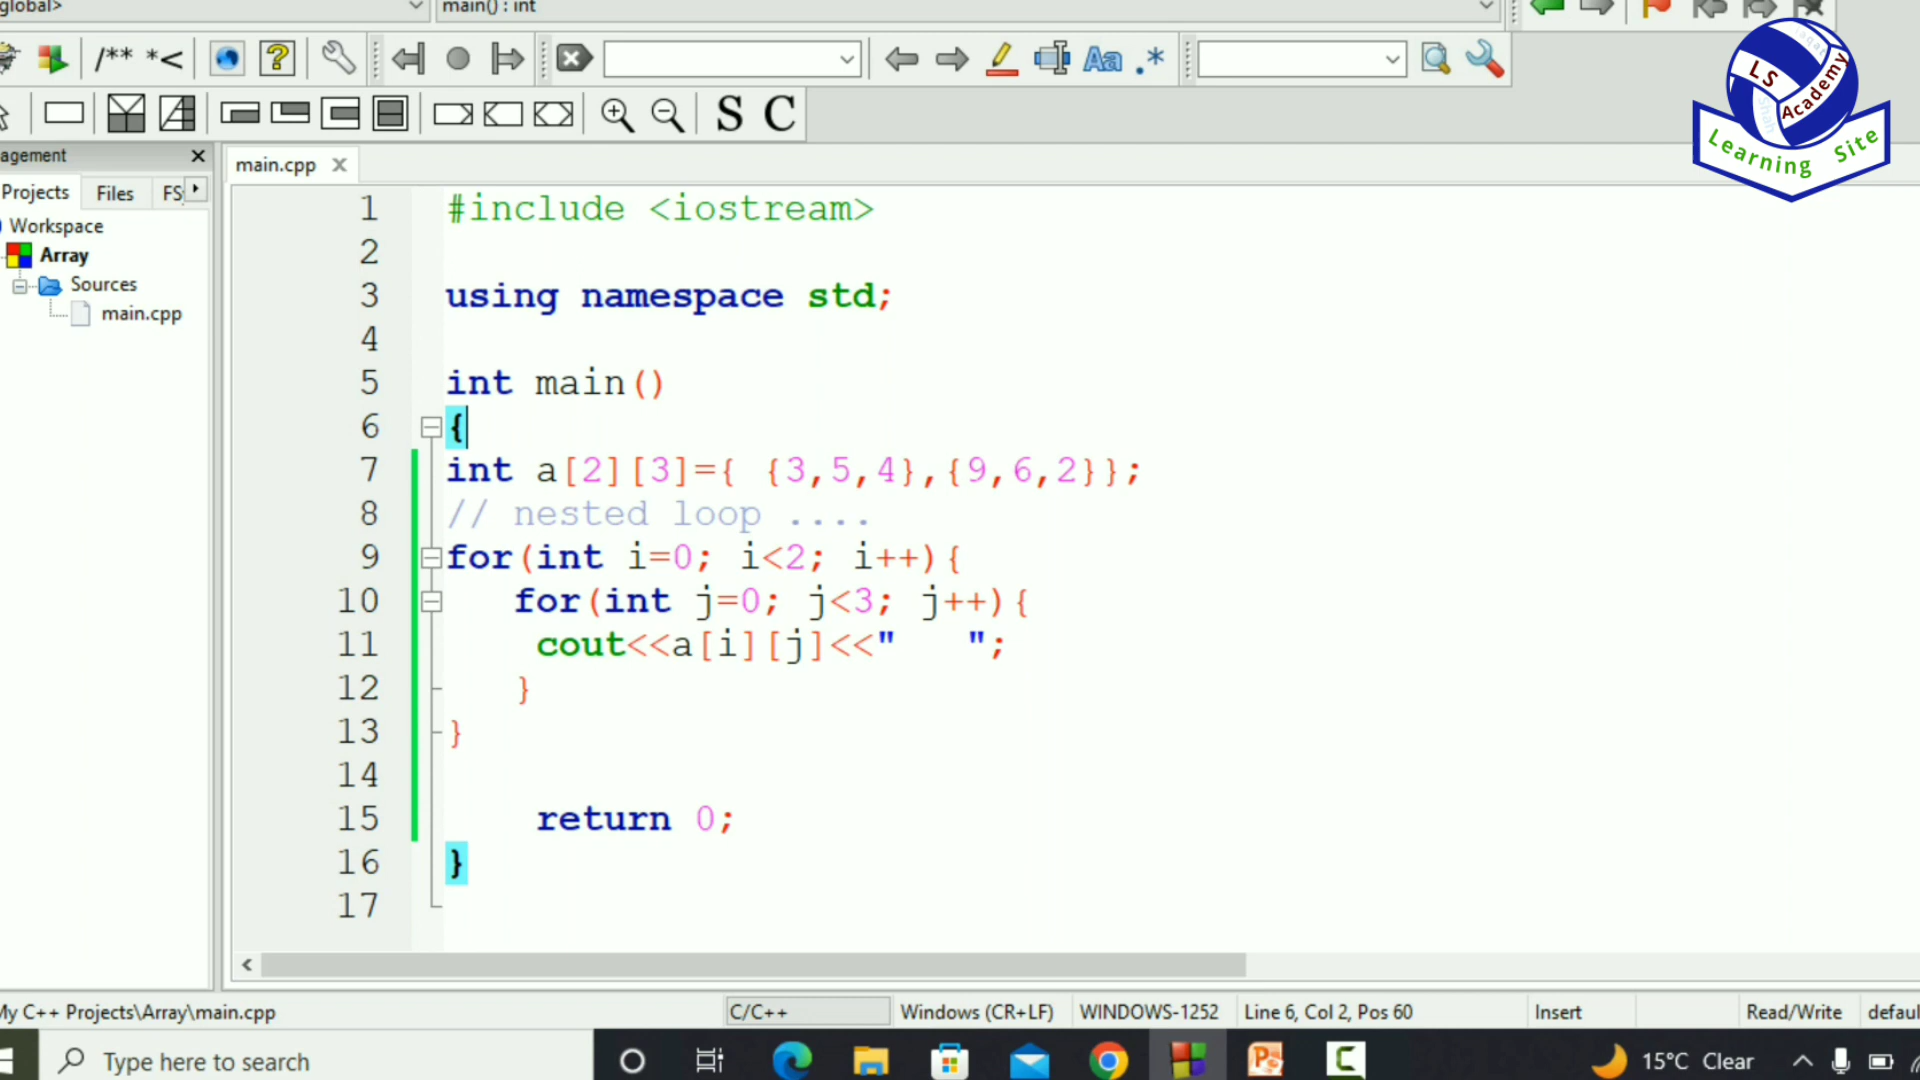 global>
main() : int
/** *<
Aa .*
S C
agement
main.cpp
Projects Files FS
Workspace
Array
Sources
main.cpp
1 #include <iostream>
2
3 using namespace std;
4
5 int main()
6 {
7 int a[2][3]={ {3,5,4},{9,6,2}};
8 // nested loop ....
9 for(int i=0; i<2; i++){
10 for(int j=0; j<3; j++){
11 cout<<a[i][j]<<"   ";
12 }
13 }
14
15 return 0;
16 }
17
LS Academy
Learning Site
My C++ Projects\Array\main.cpp
C/C++
Windows (CR+LF)
WINDOWS-1252
Line 6, Col 2, Pos 60
Insert
Read/Write
defaul
Type here to search
15°C Clear